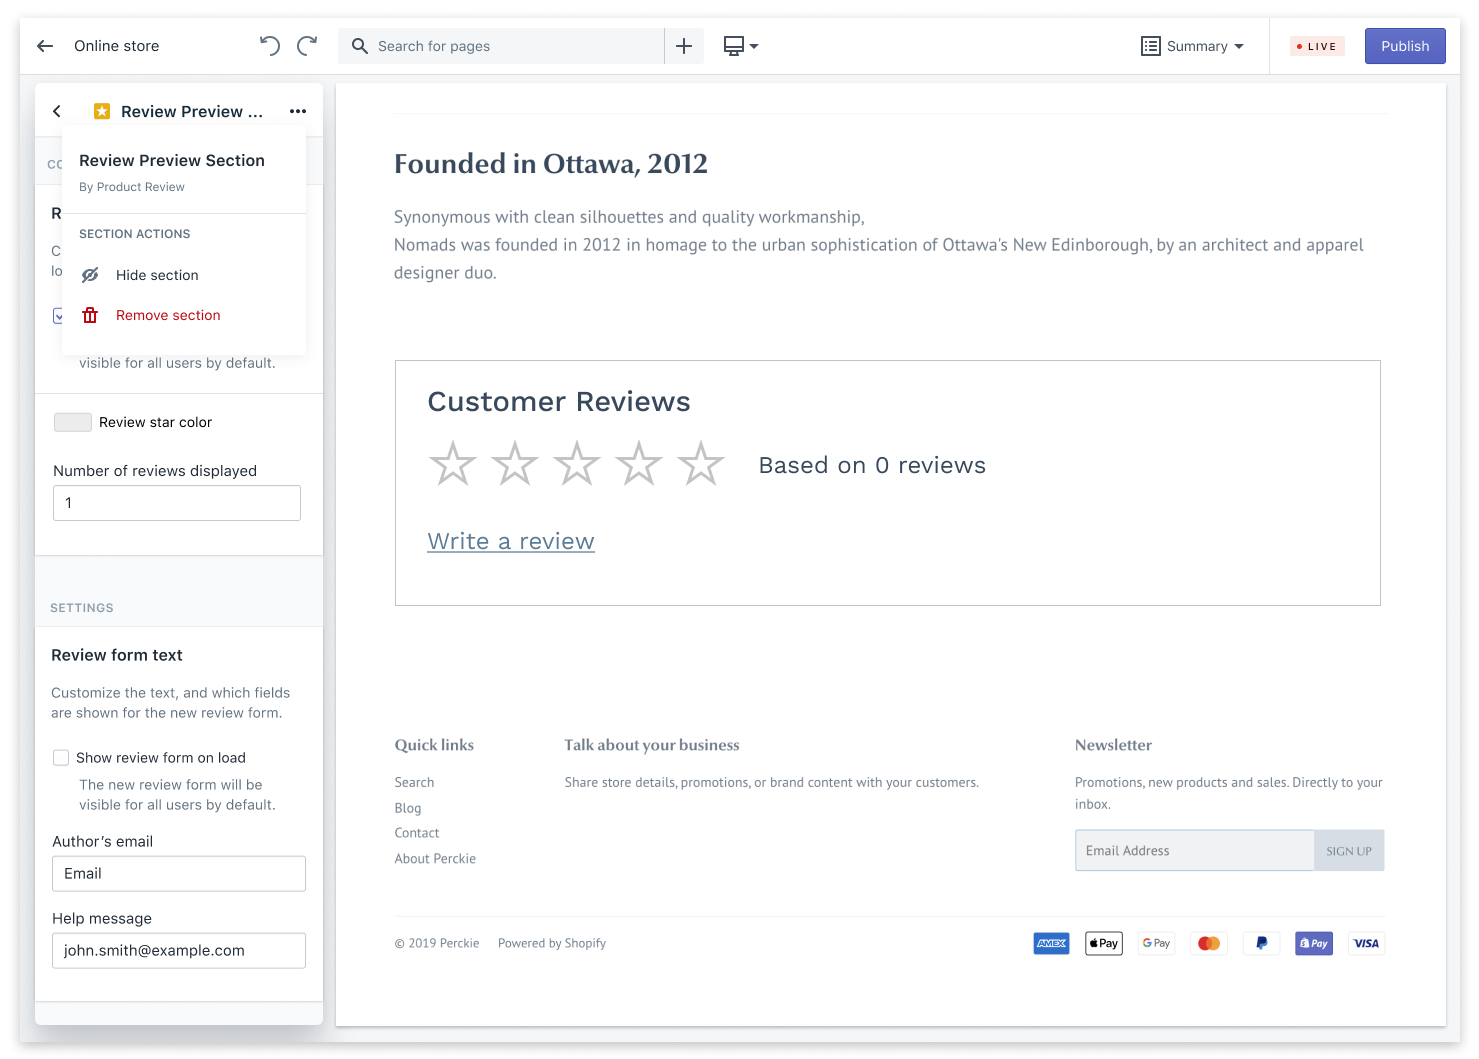 Online store
Search for pages
Summary
LIVE
Publish
Review Preview ...
CO
Review Preview Section
By Product Review
R
SECTION ACTIONS
C
lo
Hide section
Remove section
visible for all users by default.
Review star color
Number of reviews displayed
1
SETTINGS
Review form text
Customize the text, and which fields
are shown for the new review form.
Show review form on load
The new review form will be
visible for all users by default.
Author's email
Email
Help message
john.smith@example.com
Founded in Ottawa, 2012
Synonymous with clean silhouettes and quality workmanship,
Nomads was founded in 2012 in homage to the urban sophistication of Ottawa's New Edinborough, by an architect and apparel
designer duo.
Customer Reviews
Based on 0 reviews
Write a review
Quick links
Search
Blog
Contact
About Perckie
Talk about your business
Share store details, promotions, or brand content with your customers.
Newsletter
Promotions, new products and sales. Directly to your
inbox.
Email Address
SIGN UP
© 2019 Perckie
Powered by Shopify
AMEX
Pay
G Pay
Pay
VISA